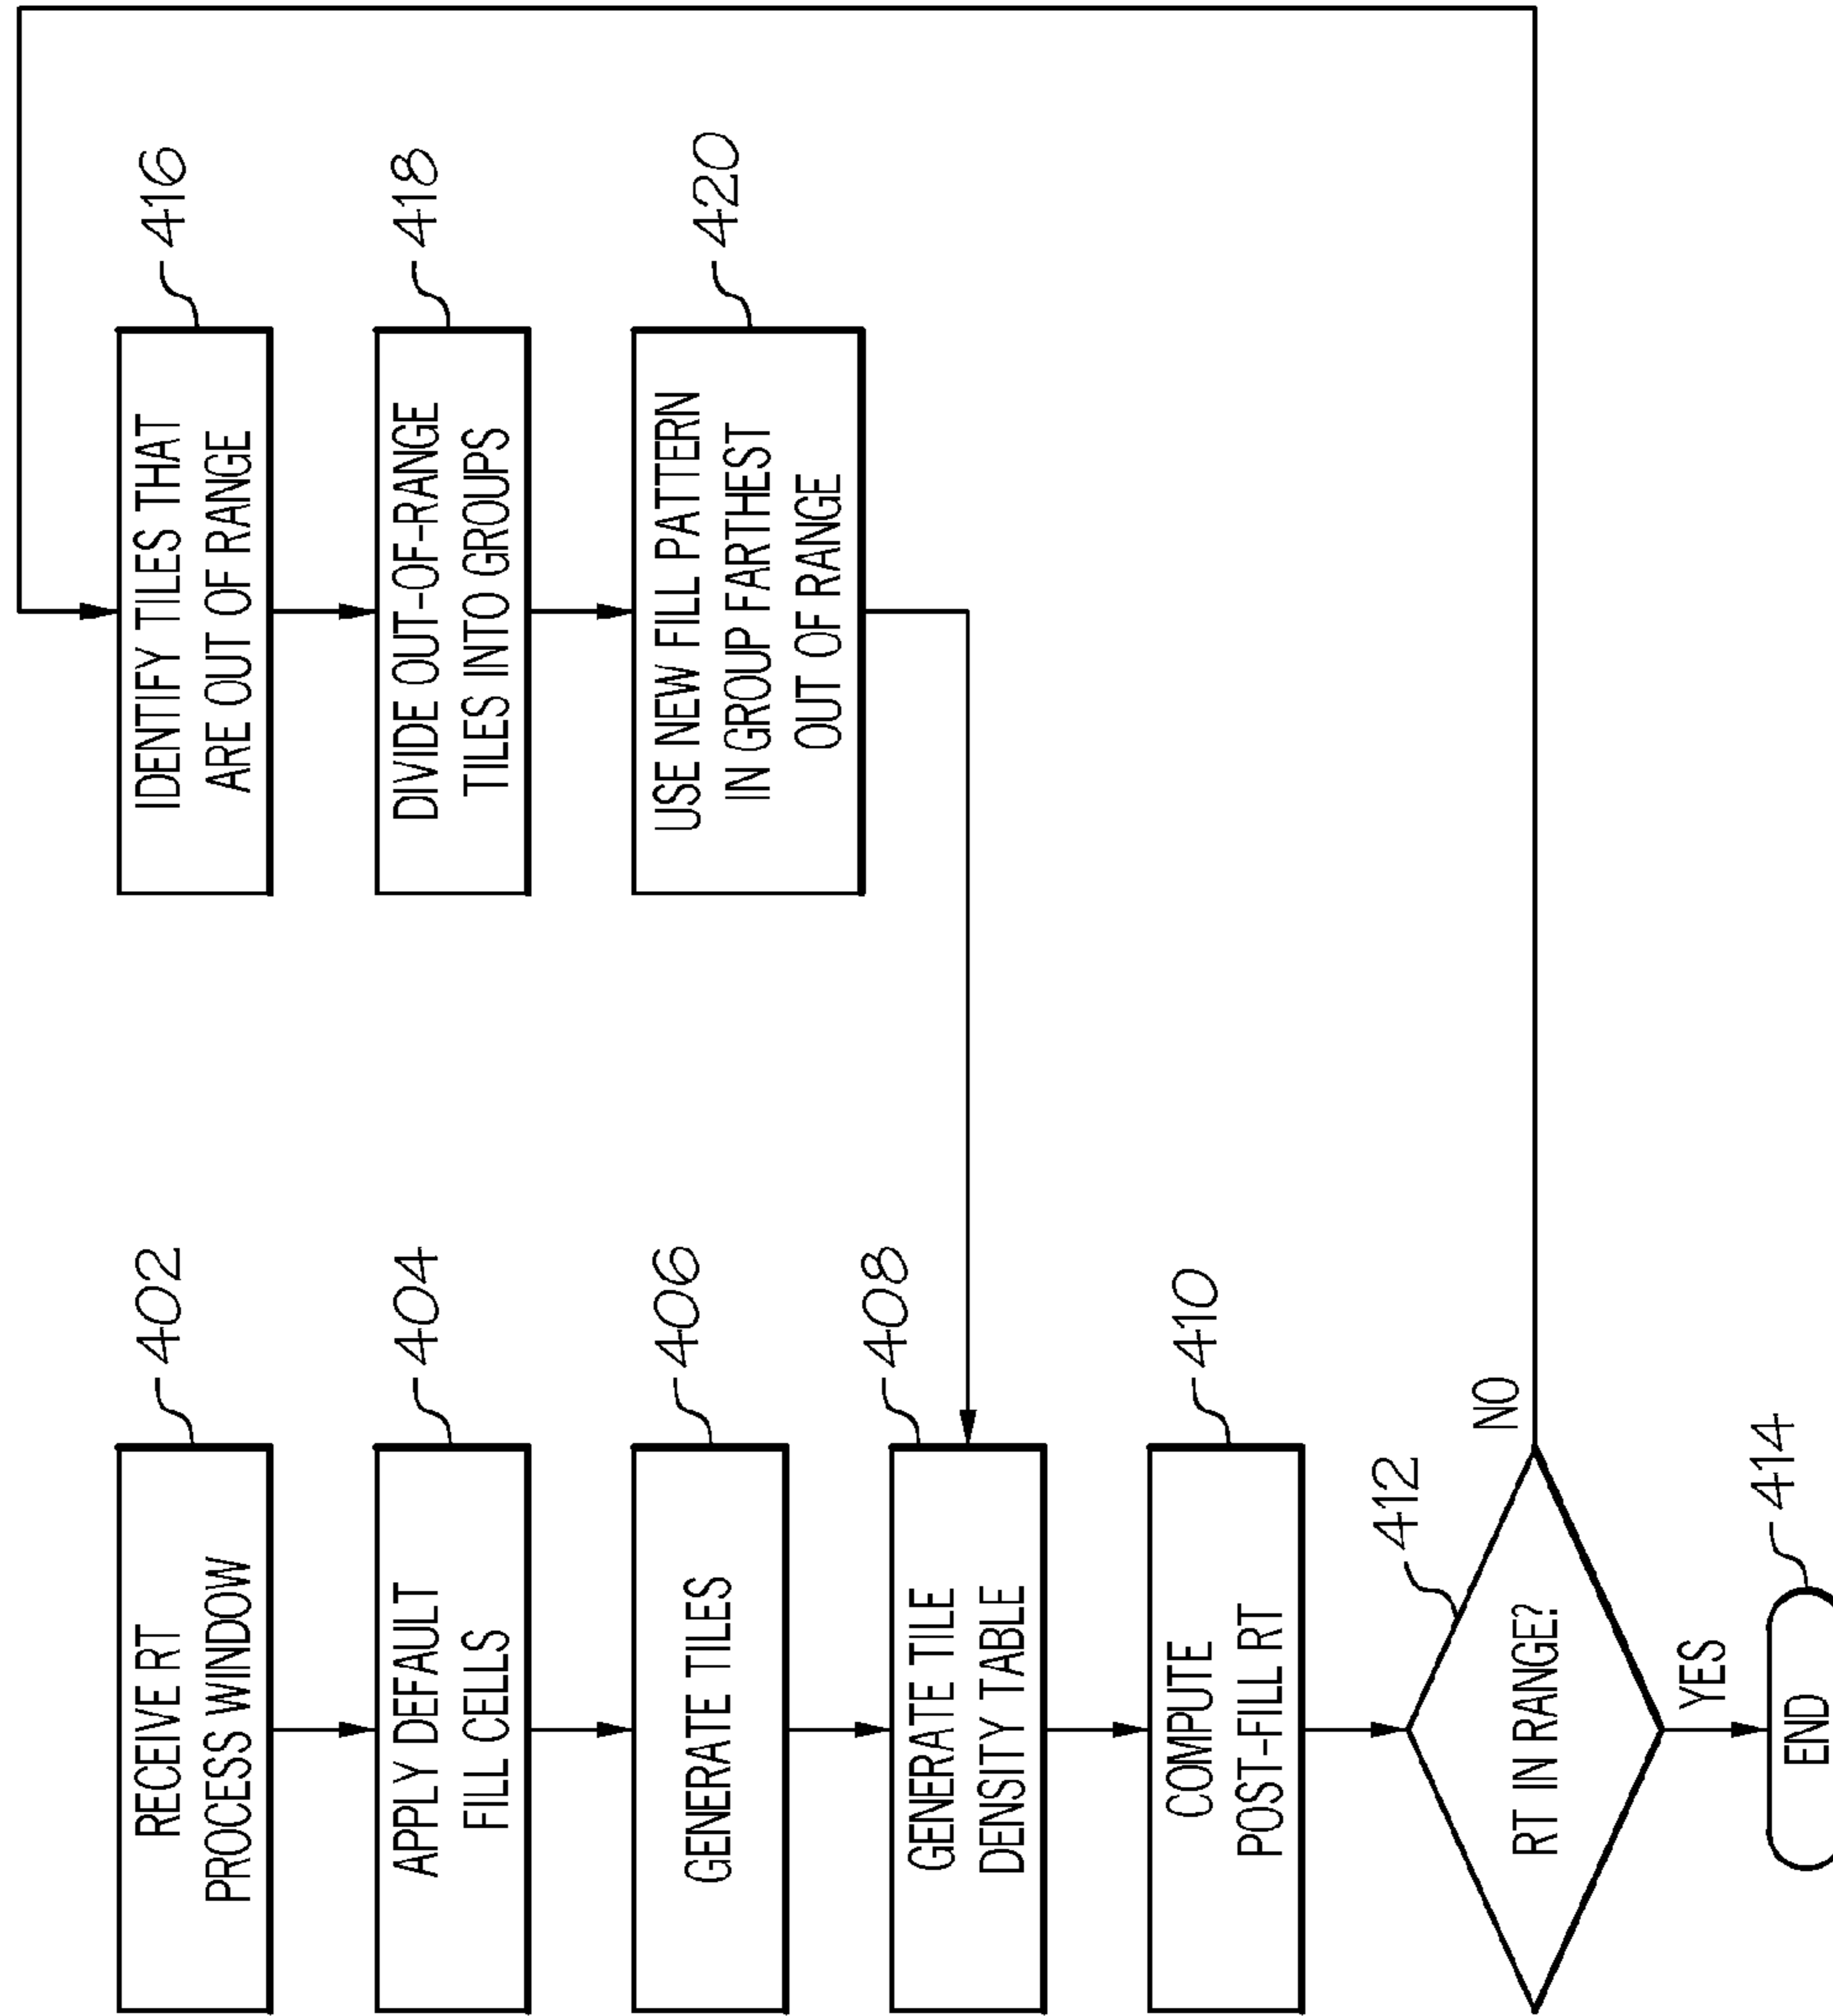 402
RECEIVE RT
PROCESS WINDOW
404
APPLY DEFAULT
FILL CELLS
406
GENERATE TILES
408
GENERATE TILE
DENSITY TABLE
410
COMPUTE
POST-FILL RT
412
RT IN RANGE?
NO
YES
414
END
416
IDENTIFY TILES THAT
ARE OUT OF RANGE
418
DIVIDE OUT-OF-RANGE
TILES INTO GROUPS
420
USE NEW FILL PATTERN
IN GROUP FARTHEST
OUT OF RANGE